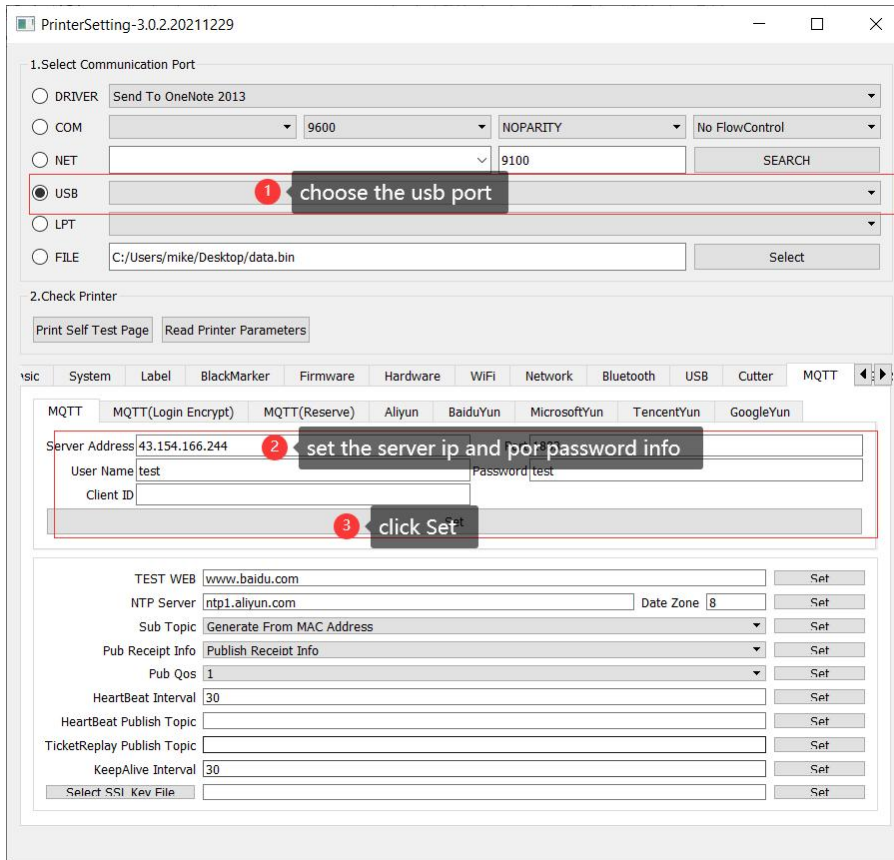 PrinterSetting-3.0.2.20211229
1.Select Communication Port
DRIVER Send To OneNote 2013
COM 9600 NOPARITY No FlowControl
NET 9100 SEARCH
USB 1 choose the usb port
LPT
FILE C:/Users/mike/Desktop/data.bin Select
2.Check Printer
Print Self Test Page Read Printer Parameters
System Label BlackMarker Firmware Hardware WiFi Network Bluetooth USB Cutter MQTT
MQTT MQTT(Login Encrypt) MQTT(Reserve) Aliyun BaiduYun MicrosoftYun TencentYun GoogleYun
Server Address 43.154.166.244 2 set the server ip and por password info
User Name test Password test
Client ID
3 click Set
TEST WEB www.baidu.com Set
NTP Server ntp1.aliyun.com Date Zone 8 Set
Sub Topic Generate From MAC Address Set
Pub Receipt Info Publish Receipt Info Set
Pub Qos 1 Set
HeartBeat Interval 30 Set
HeartBeat Publish Topic Set
TicketReplay Publish Topic Set
KeepAlive Interval 30 Set
Select SSL Key File Set